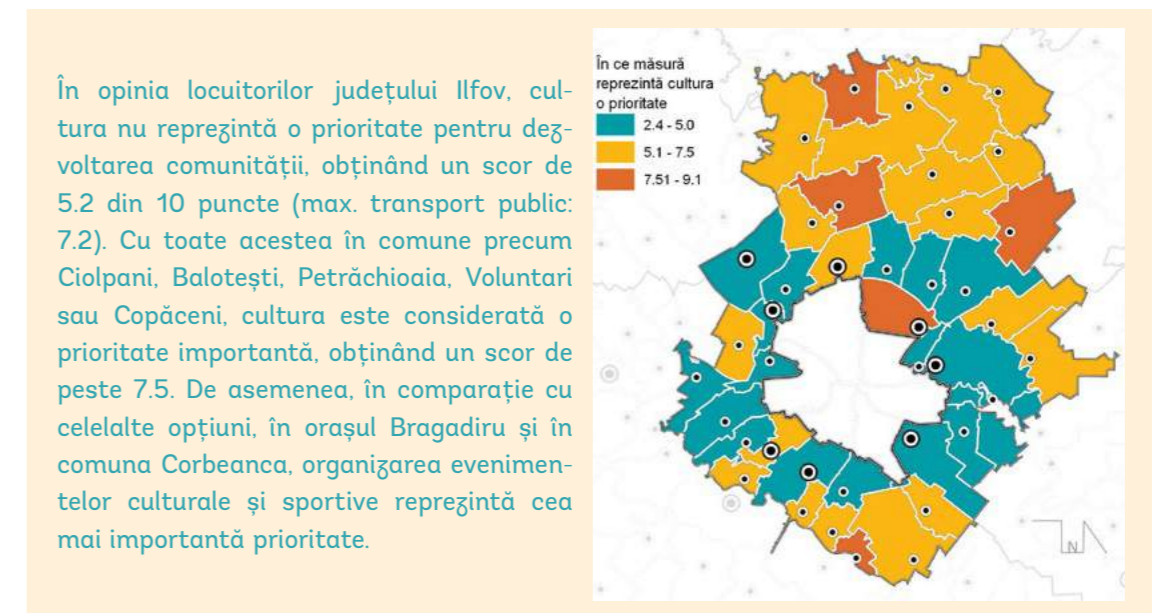 În opinia locuitorilor județului Ilfov, cul-
tura nu reprezintă o prioritate pentru dez-
voltarea comunității, obținând un scor de
5.2 din 10 puncte (max. transport public:
7.2). Cu toate acestea în comune precum
Ciolpani, Balotești, Petrăchioaia, Voluntari
sau Copăceni, cultura este considerată o
prioritate importantă, obținând un scor de
peste 7.5. De asemenea, în comparație cu
celelalte opțiuni, în orașul Bragadiru și în
comuna Corbeanca, organizarea evenimen-
telor culturale și sportive reprezintă cea
mai importantă prioritate.
În ce măsură
reprezintă cultura
o prioritate
2.4 - 5.0
5.1 - 7.5
7.51 - 9.1
N